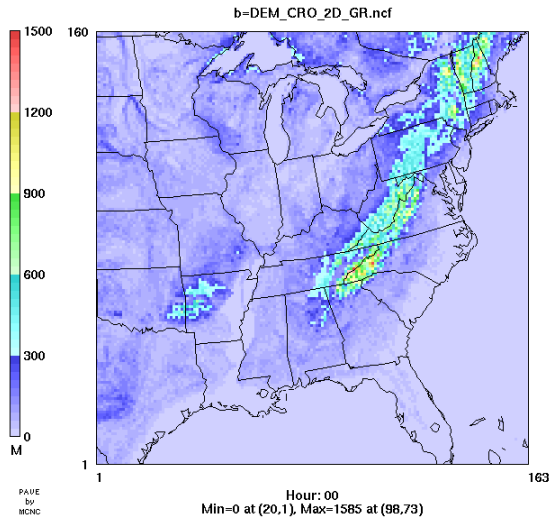 b=DEM_CRO_2D_GR.ncf
1500
1200
900
600
300
0
M
160
1
1
163
PAVE
by
MCNC
Hour: 00
Min=0 at (20,1), Max=1585 at (98,73)